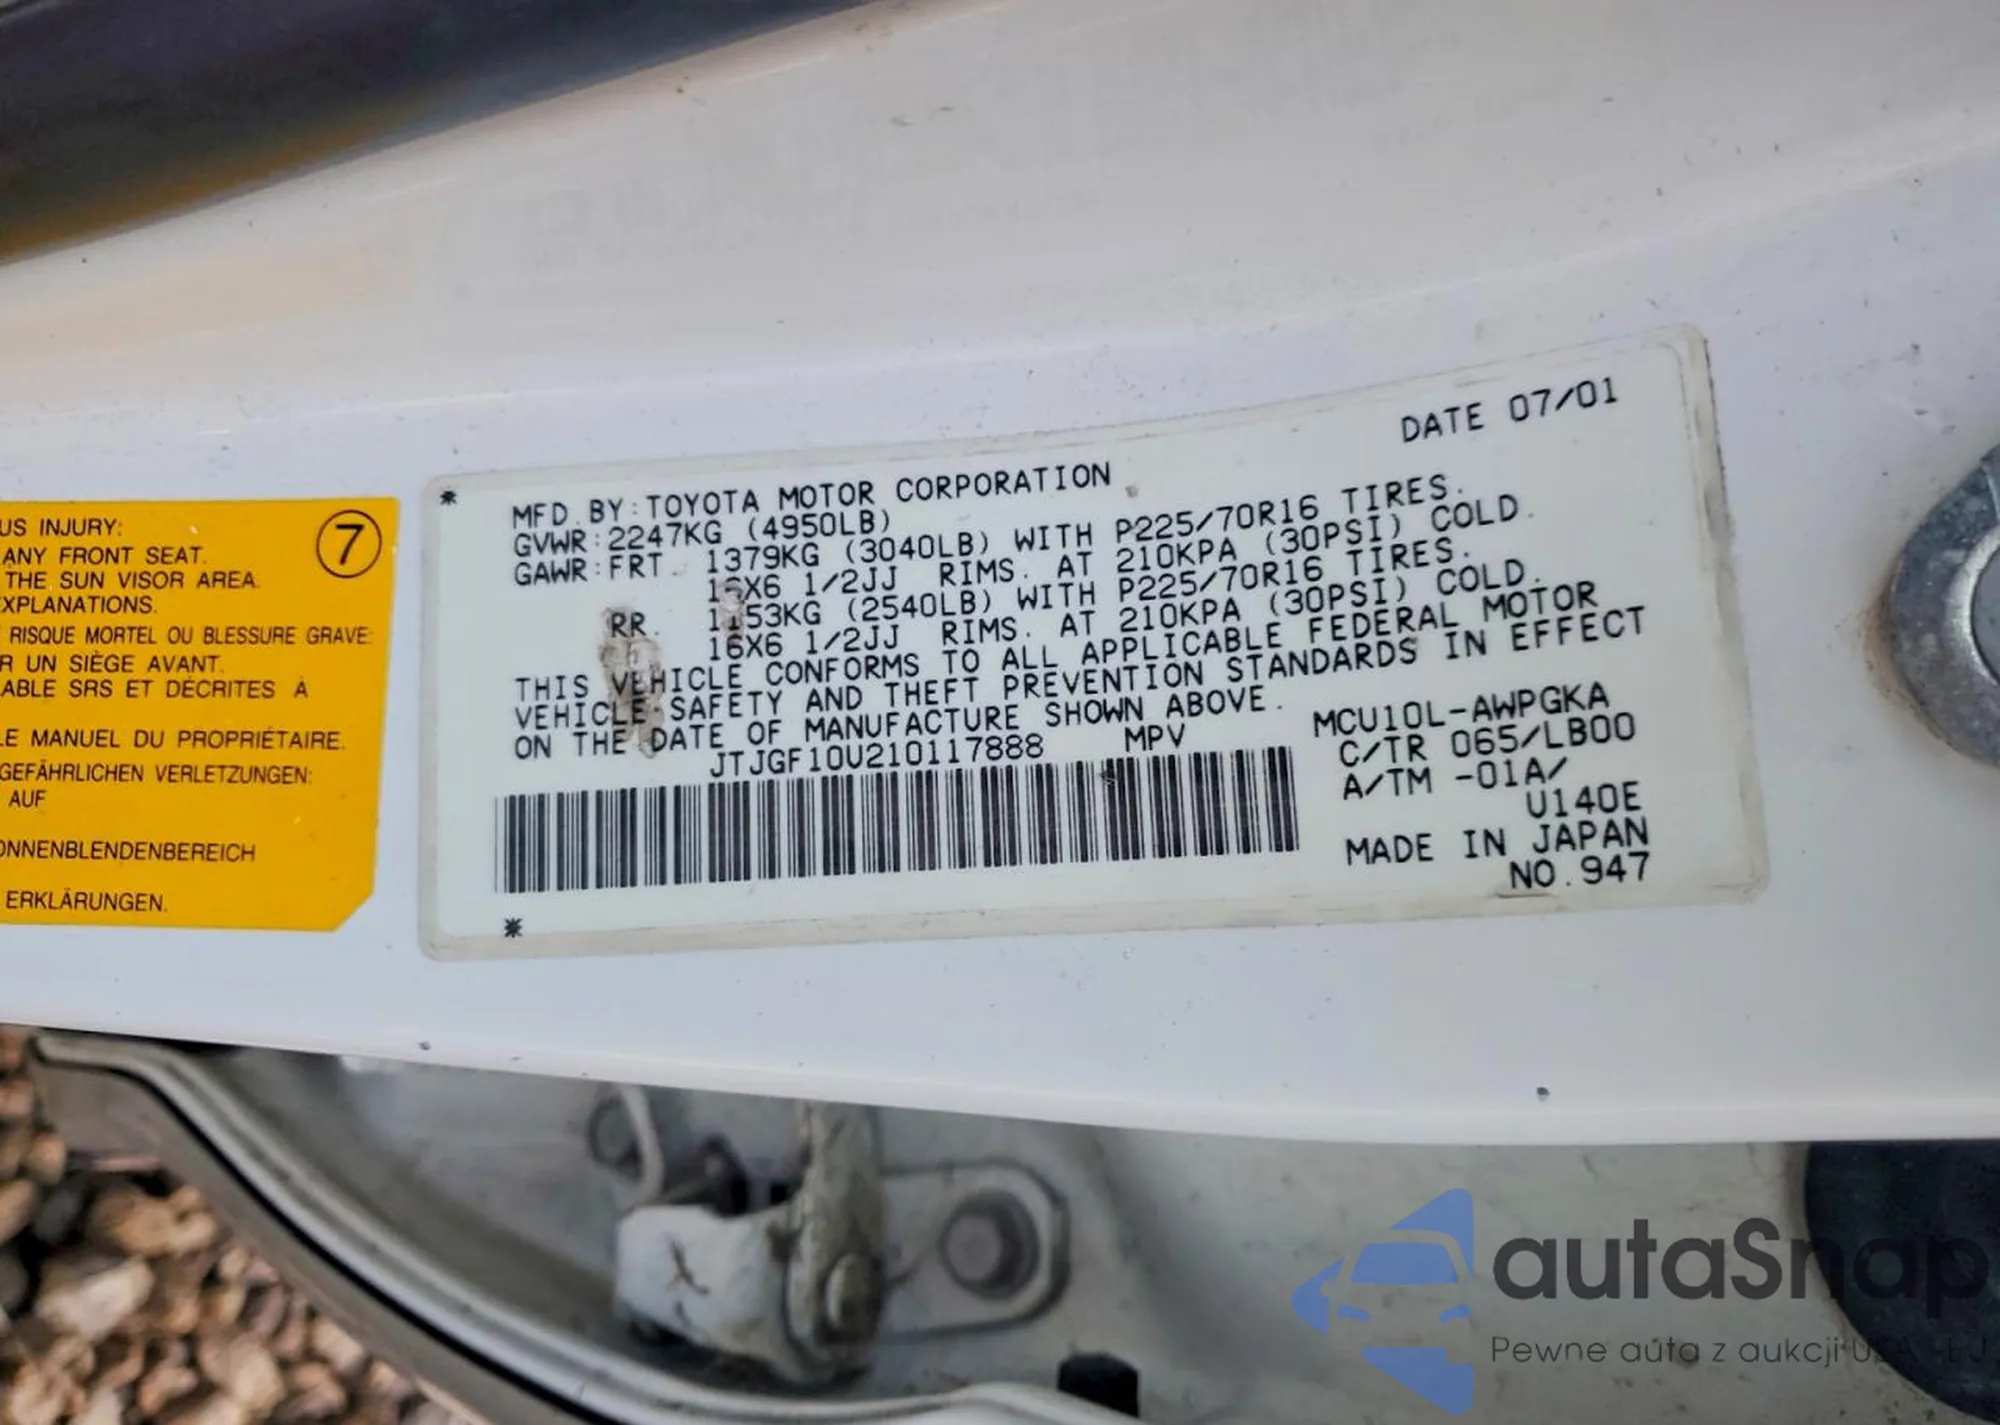 US INJURY:
ANY FRONT SEAT.
THE SUN VISOR AREA.
XPLANATIONS.
RISQUE MORTEL OU BLESSURE GRAVE:
R UN SIÈGE AVANT.
ABLE SRS ET DÉCRITES À
LE MANUEL DU PROPRIÉTAIRE.
GEFÄHRLICHEN VERLETZUNGEN:
AUF
ONNENBLENDENBEREICH
ERKLÄRUNGEN.
7
DATE 07/01
MFD.BY:TOYOTA MOTOR CORPORATION
GVWR:2247KG (4950LB)
GAWR:FRT. 1379KG (3040LB) WITH P225/70R16 TIRES.
16X6 1/2JJ RIMS. AT 210KPA (30PSI) COLD.
RR. 1153KG (2540LB) WITH P225/70R16 TIRES.
16X6 1/2JJ RIMS. AT 210KPA (30PSI) COLD.
THIS VEHICLE CONFORMS TO ALL APPLICABLE FEDERAL MOTOR
VEHICLE SAFETY AND THEFT PREVENTION STANDARDS IN EFFECT
ON THE DATE OF MANUFACTURE SHOWN ABOVE.
JTJGF10U210117888 MPV
MCU10L-AWPGKA
C/TR 065/LB00
A/TM -01A/
U140E
MADE IN JAPAN
NO.947
autaSnap
Pewne auta z aukcji USA
EJ